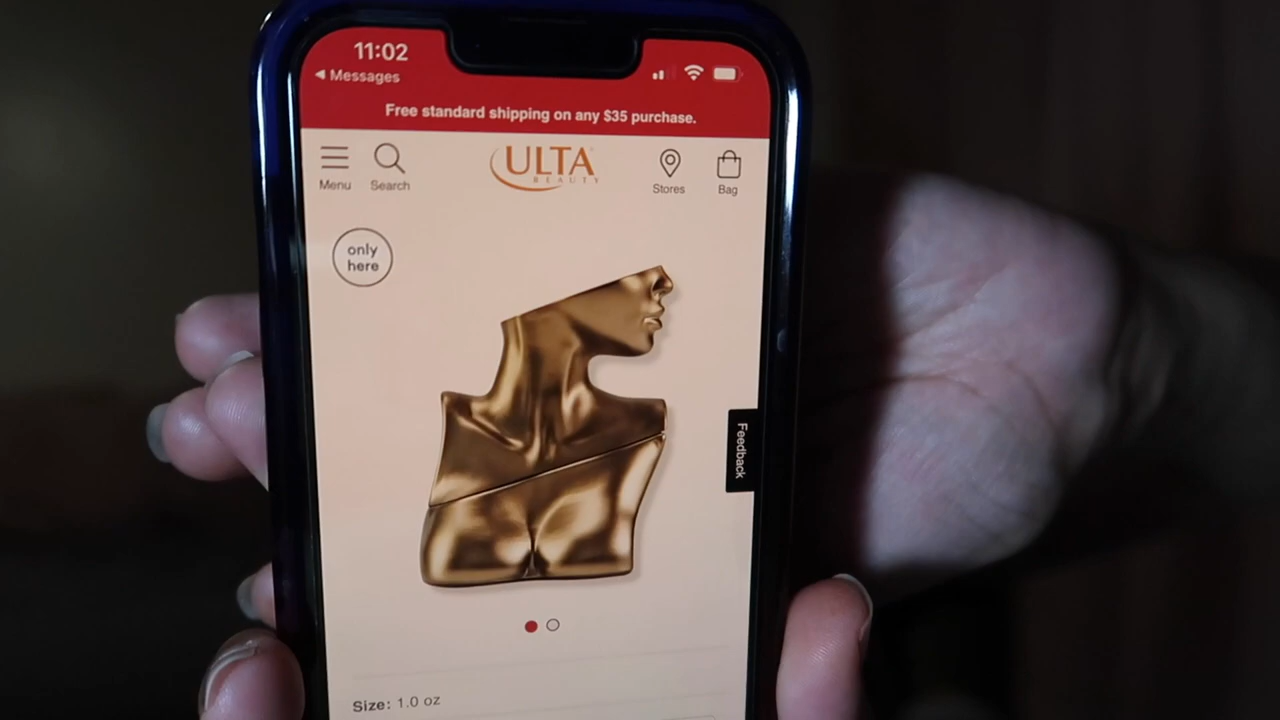 11:02
Messages
Free standard shipping on any $35 purchase.
Menu
Search
ULTA
BEAUTY
Stores
Bag
only
here
Feedback
Size: 1.0 oz